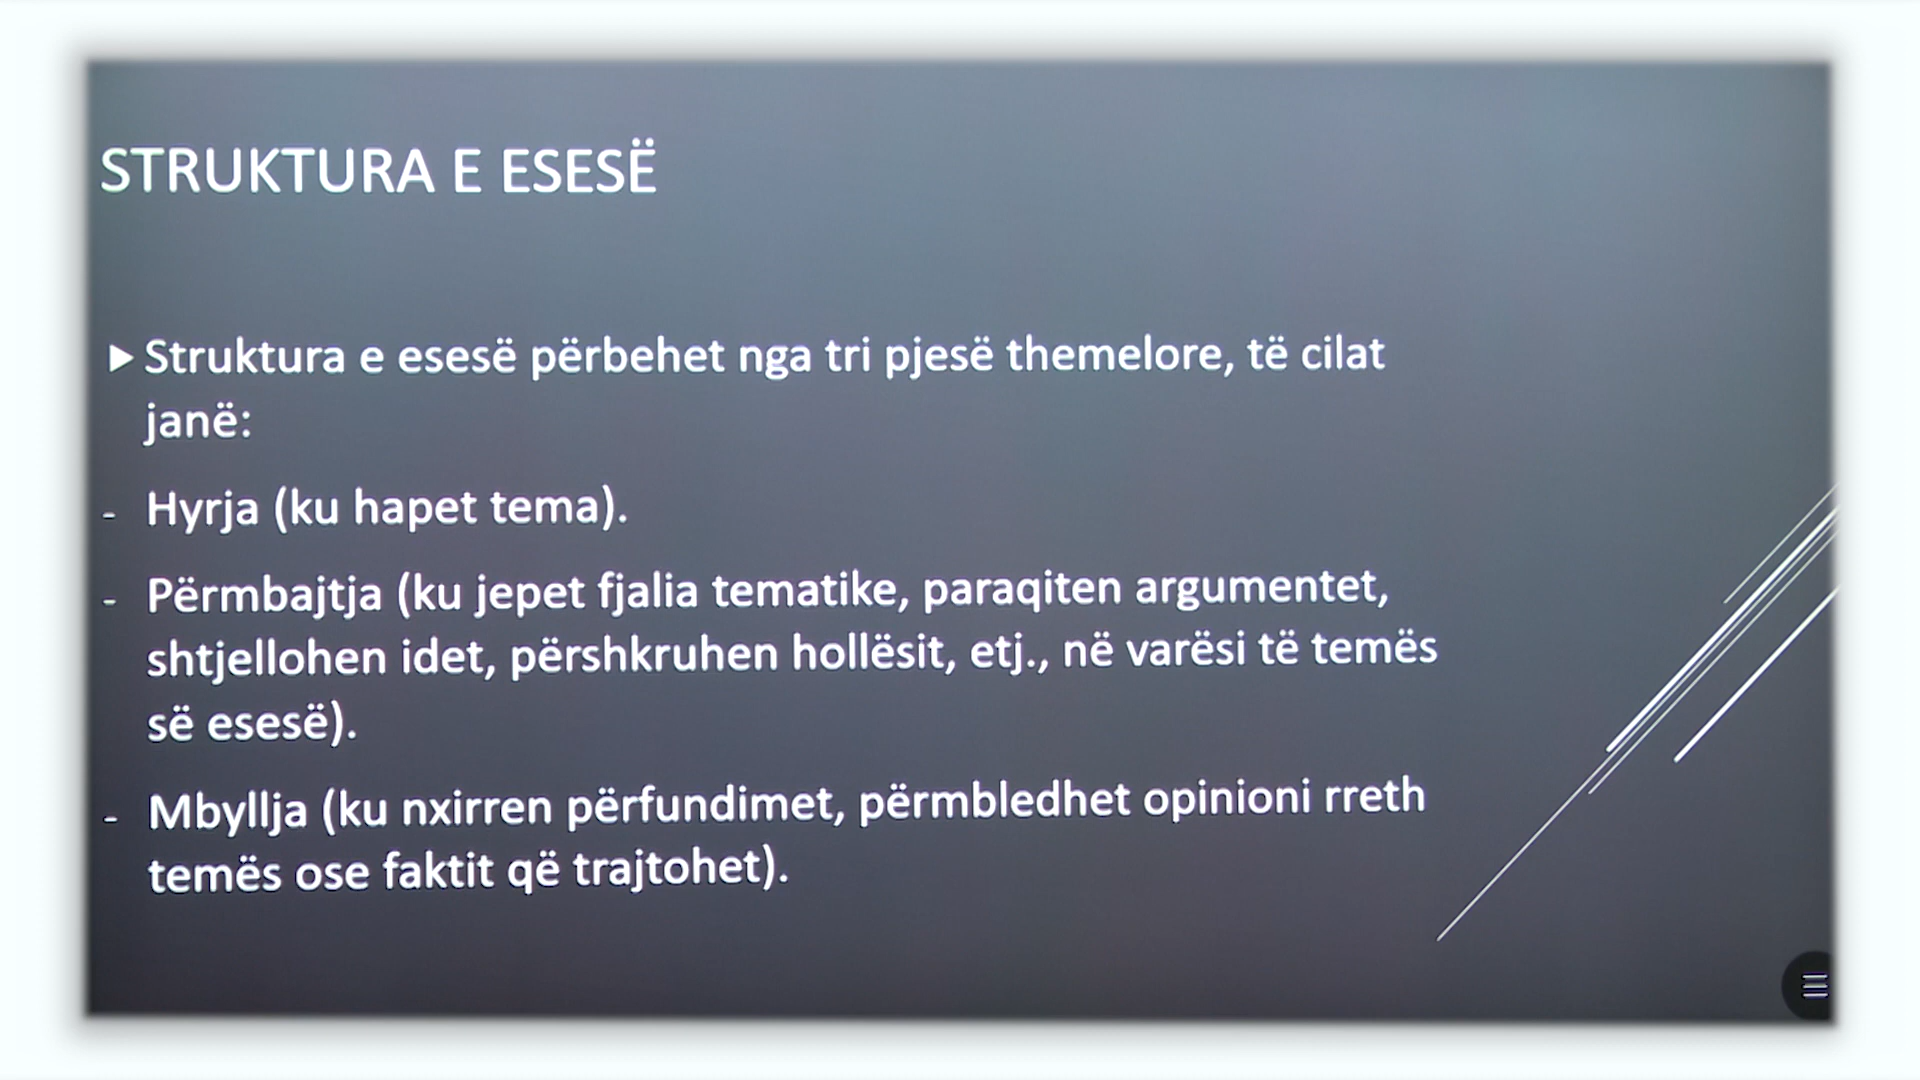 STRUKTURA E ESESË
Struktura e esesë përbehet nga tri pjesë themelore, të cilat
janë:
- Hyrja (ku hapet tema).
- Përmbajtja (ku jepet fjalia tematike, paraqiten argumentet,
shtjellohen idet, përshkruhen hollësit, etj., në varësi të temës
së esesë).
- Mbyllja (ku nxirren përfundimet, përmbledhet opinioni rreth
temës ose faktit që trajtohet).